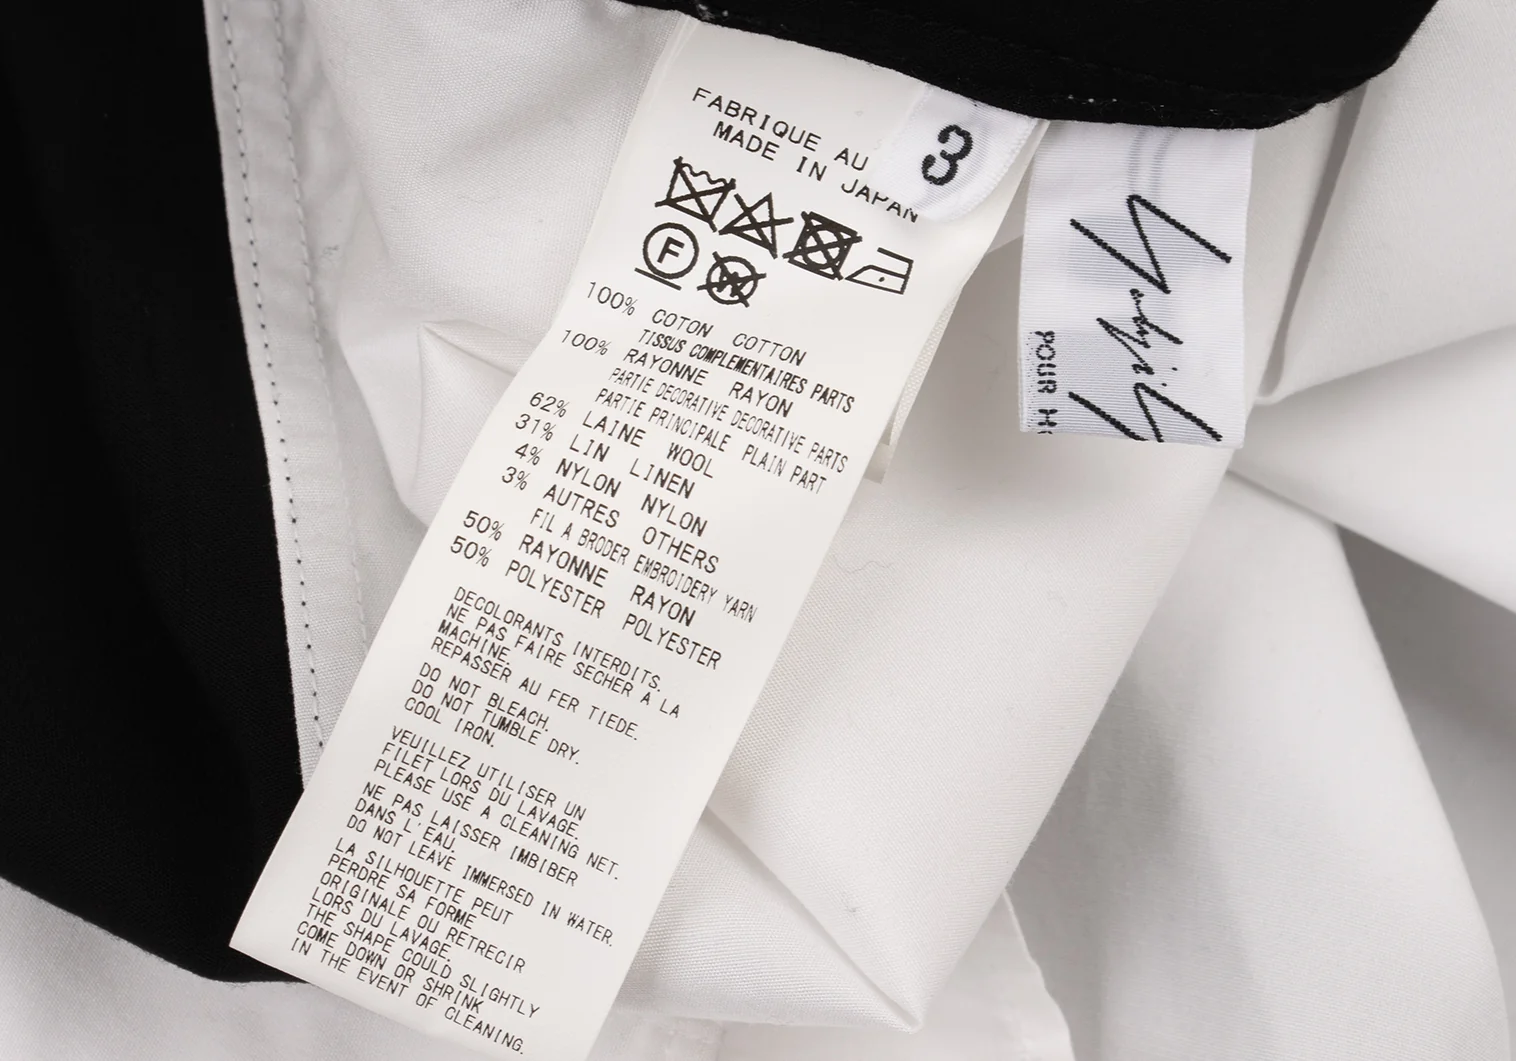 FABRIQUE AU
MADE IN JAPAN
3
F
W
100% COTON COTTON
TISSUS COMPLEMENTAIRES PARTS
100% RAYONNE RAYON
PARTIE DECORATIVE DECORATIVE PARTS
PARTIE PRINCIPALE PLAIN PART
62% LAINE WOOL
31% LIN LINEN
4% NYLON NYLON
3% AUTRES OTHERS
FIL A BRODER EMBROIDERY YARN
50% RAYONNE RAYON
50% POLYESTER POLYESTER
DECOLORANTS INTERDITS.
NE PAS FAIRE SECHER A LA
MACHINE.
REPASSER AU FER TIEDE.
DO NOT BLEACH.
DO NOT TUMBLE DRY.
COOL IRON.
VEUILLEZ UTILISER UN
FILET LORS DU LAVAGE.
PLEASE USE A CLEANING NET.
NE PAS LAISSER IMBIBER
DANS L'EAU.
DO NOT LEAVE IMMERSED IN WATER.
LA SILHOUETTE PEUT
PERDRE SA FORME
ORIGINALE OU RETRECIR
LORS DU LAVAGE.
THE SHAPE COULD SLIGHTLY
COME DOWN OR SHRINK
IN THE EVENT OF CLEANING.
Yohji Y
POUR H